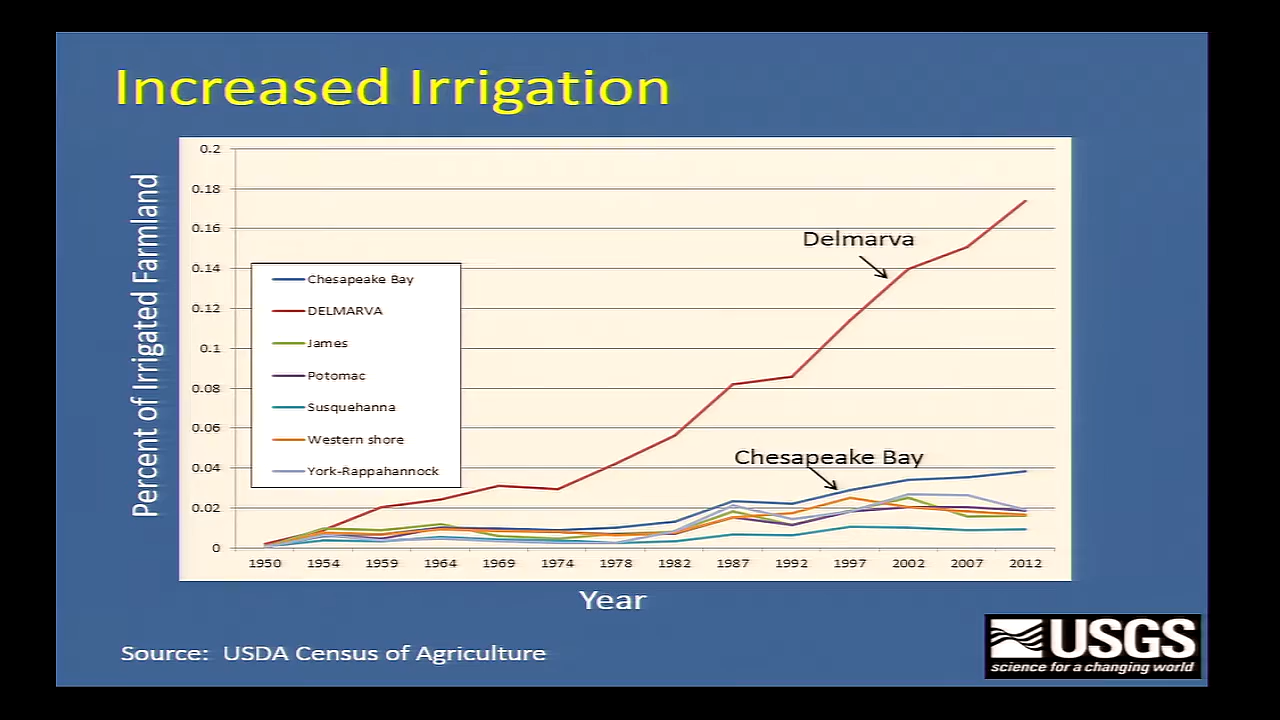 Increased Irrigation
Percent of Irrigated Farmland
0.2
0.18
0.16
0.14
0.12
0.1
0.08
0.06
0.04
0.02
0
Delmarva
Chesapeake Bay
Chesapeake Bay
DELMARVA
James
Potomac
Susquehanna
Western shore
York-Rappahannock
1950 1954 1959 1964 1969 1974 1978 1982 1987 1992 1997 2002 2007 2012
Year
Source: USDA Census of Agriculture
USGS
science for a changing world